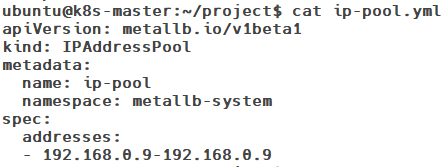 ubuntu@k8s-master:~/project$ cat ip-pool.yml
apiVersion: metallb.io/v1beta1
kind: IPAddressPool
metadata:
  name: ip-pool
  namespace: metallb-system
spec:
  addresses:
  - 192.168.0.9-192.168.0.9